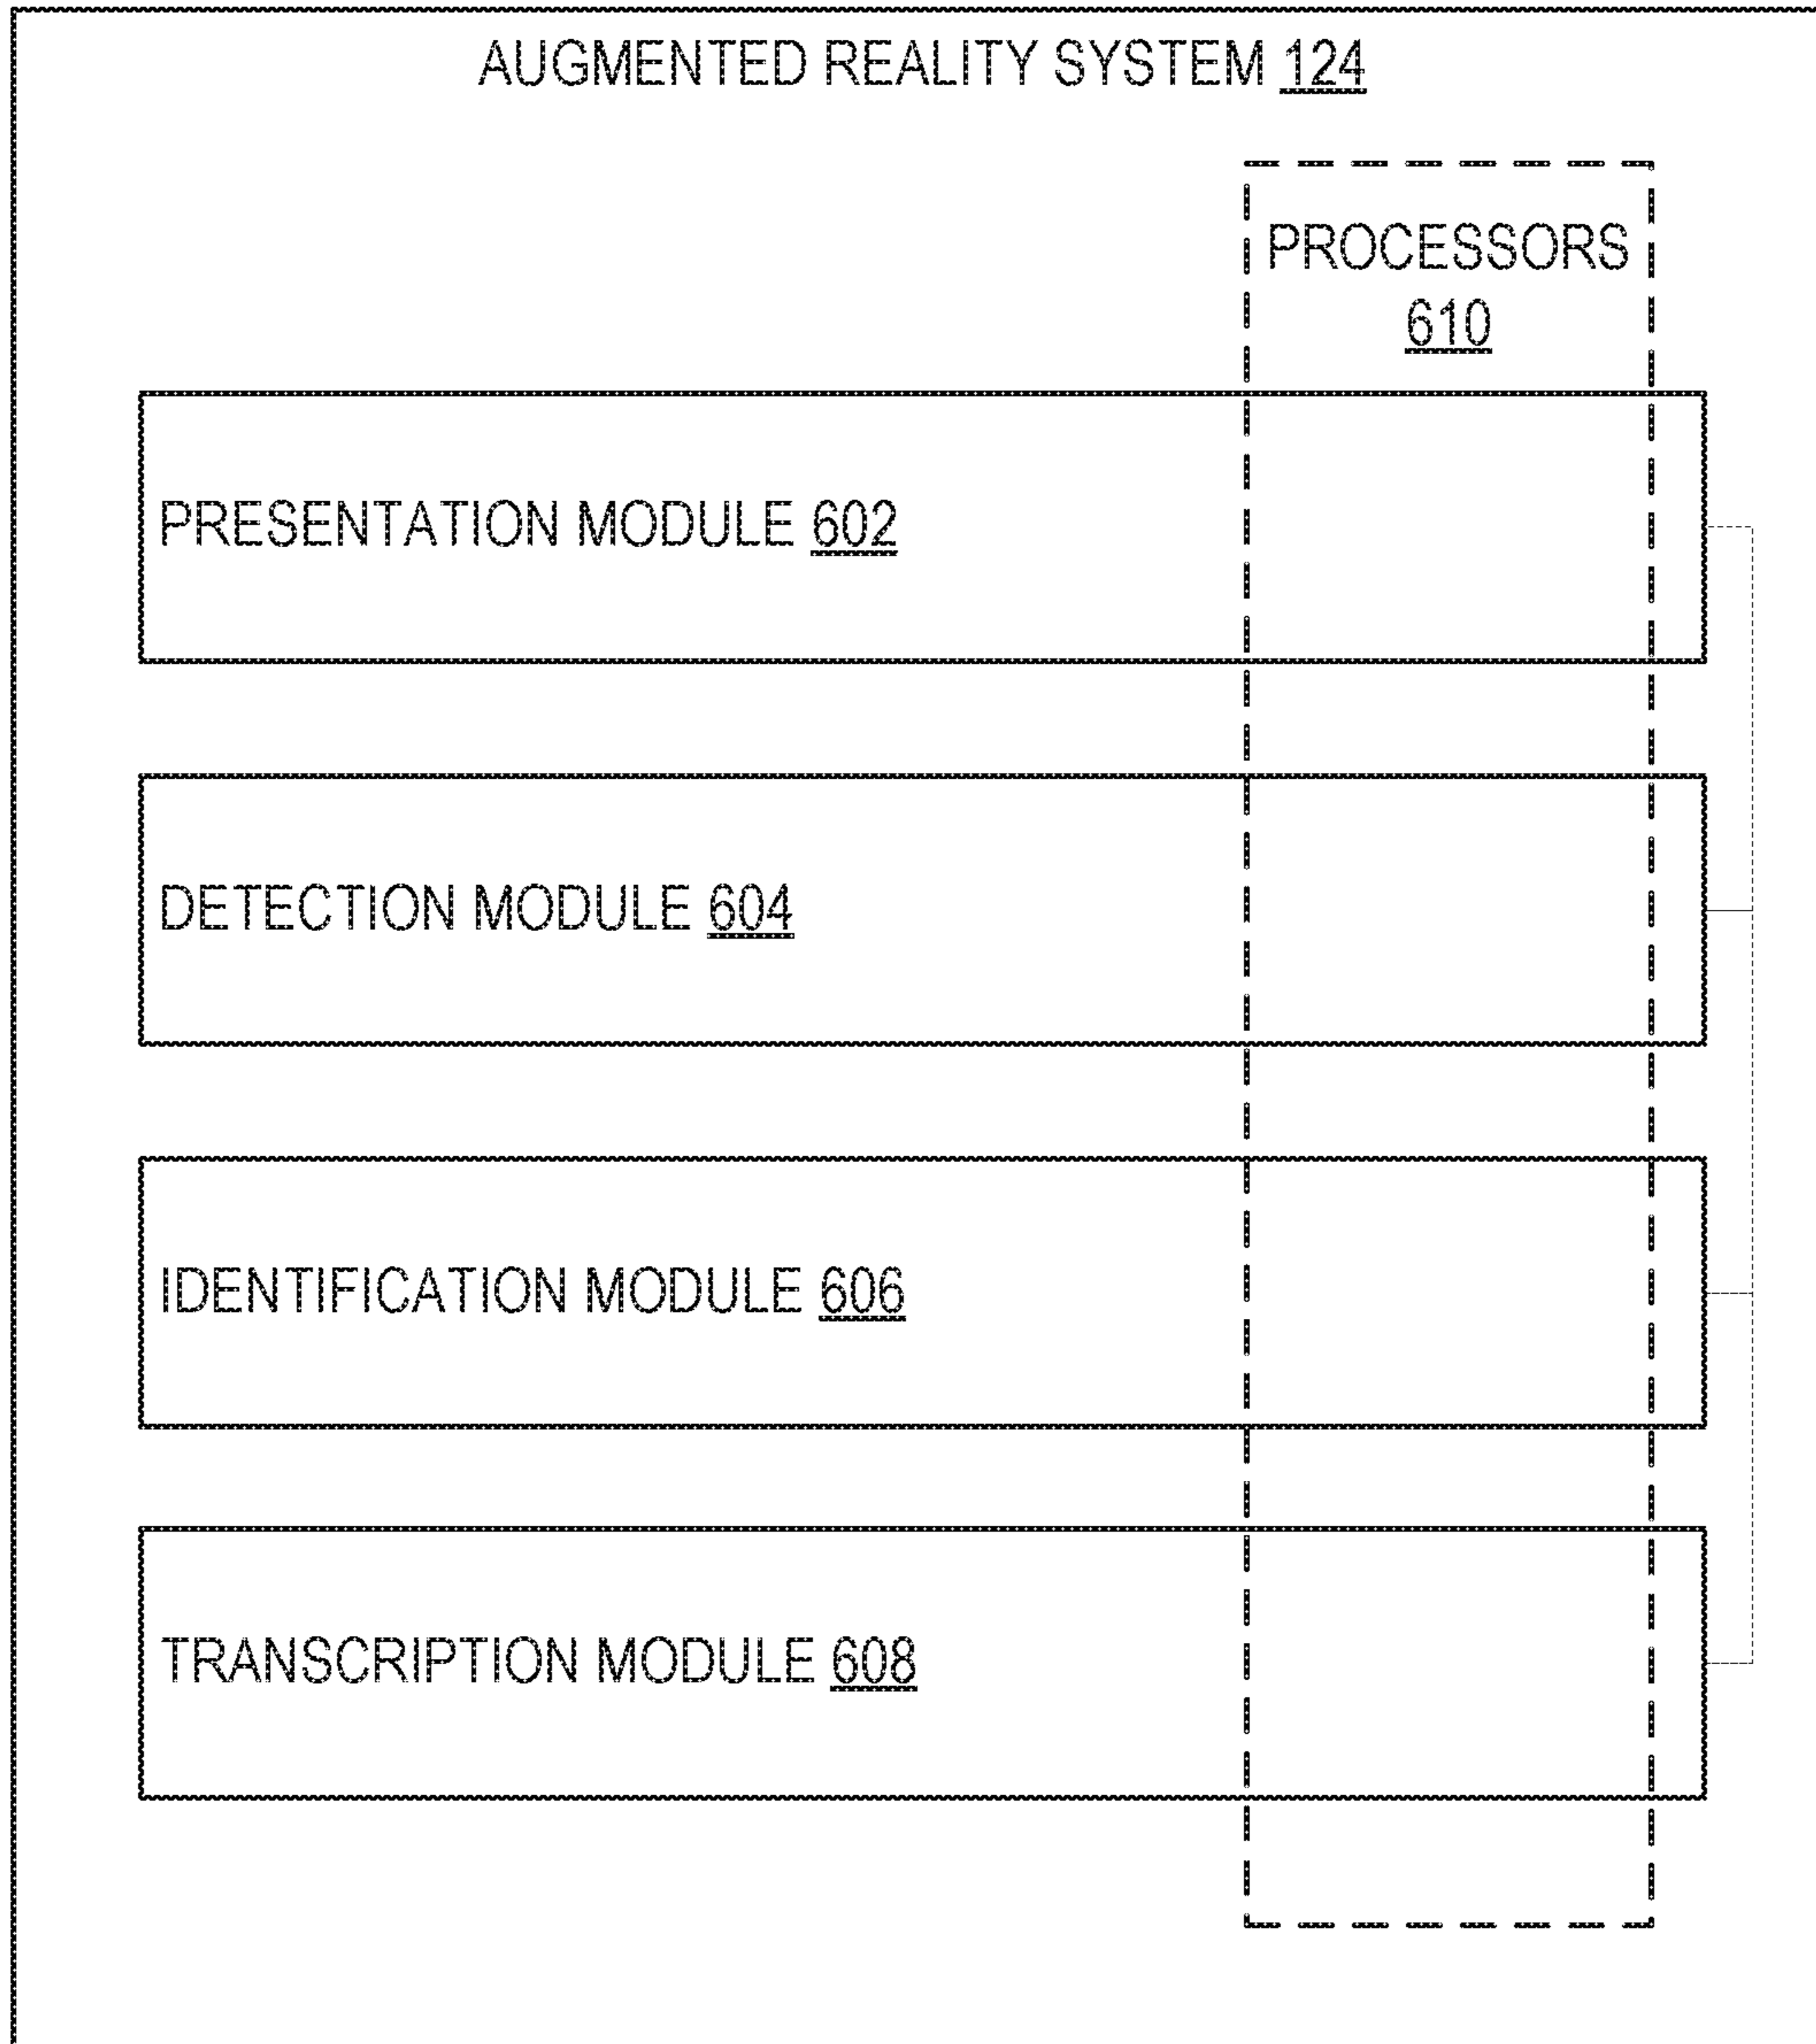 AUGMENTED REALITY SYSTEM 124
PROCESSORS
610
PRESENTATION MODULE 602
DETECTION MODULE 604
IDENTIFICATION MODULE 606
TRANSCRIPTION MODULE 608